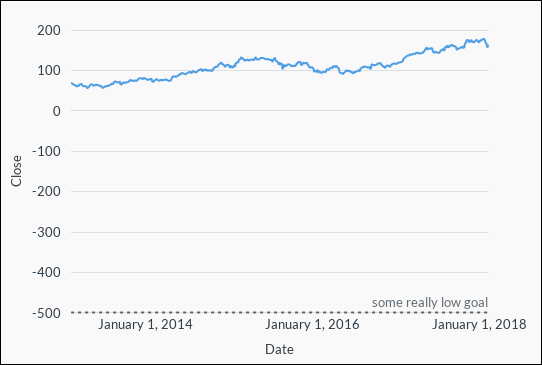 200
100
0
-100
-200
-300
-400
-500
Close
some really low goal
January 1, 2014
January 1, 2016
January 1, 2018
Date